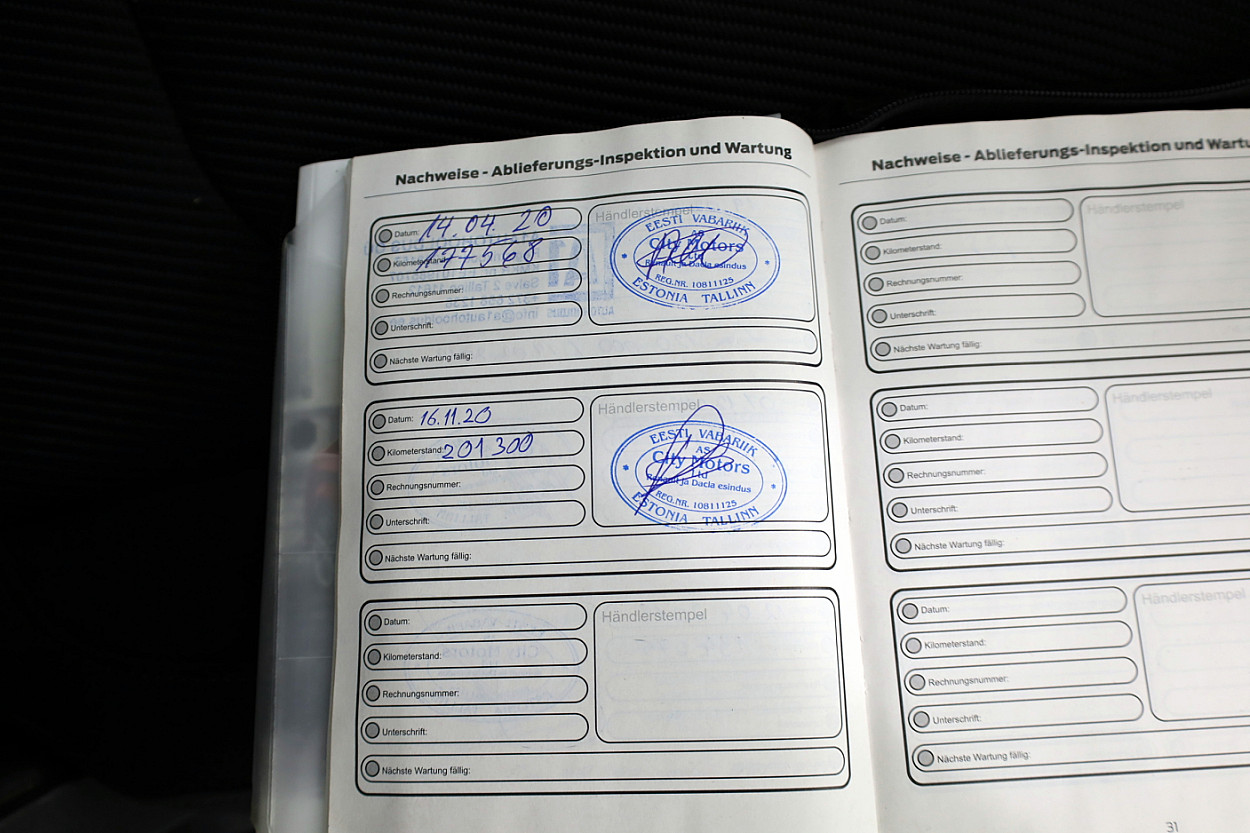 Nachweise - Ablieferungs-Inspektion und Wartung
Datum: 14.04.20
Kilometerstand: 177568
Rechnungsnummer:
Unterschrift:
Nächste Wartung fällig:
Händlerstempel
EESTI VABARIIK
AS
City Motors
Ltd
Renault ja Dacia esindus
REG.NR. 10811125
ESTONIA TALLINN
Datum: 16.11.20
Kilometerstand: 201300
Rechnungsnummer:
Unterschrift:
Nächste Wartung fällig:
Händlerstempel
EESTI VABARIIK
AS
City Motors
Ltd
Renault ja Dacia esindus
REG.NR. 10811125
ESTONIA TALLINN
Datum:
Kilometerstand:
Rechnungsnummer:
Unterschrift:
Nächste Wartung fällig:
Händlerstempel
Nachweise - Ablieferungs-Inspektion und Wartu
Datum:
Kilometerstand:
Rechnungsnummer:
Unterschrift:
Nächste Wartung fällig:
Händlerstempel
Datum:
Kilometerstand:
Rechnungsnummer:
Unterschrift:
Nächste Wartung fällig:
Händlerstempel
Datum:
Kilometerstand:
Rechnungsnummer:
Unterschrift:
Nächste Wartung fällig:
Händlerstempel
31